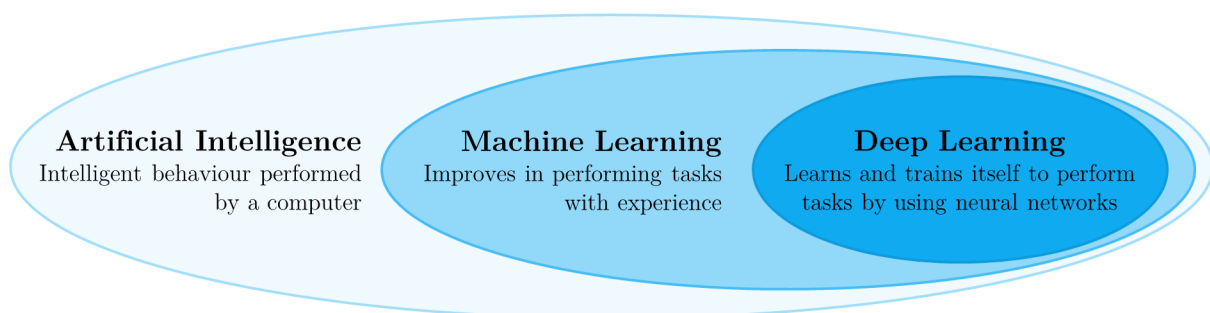 Artificial Intelligence
Intelligent behaviour performed
by a computer
Machine Learning
Improves in performing tasks
with experience
Deep Learning
Learns and trains itself to perform
tasks by using neural networks